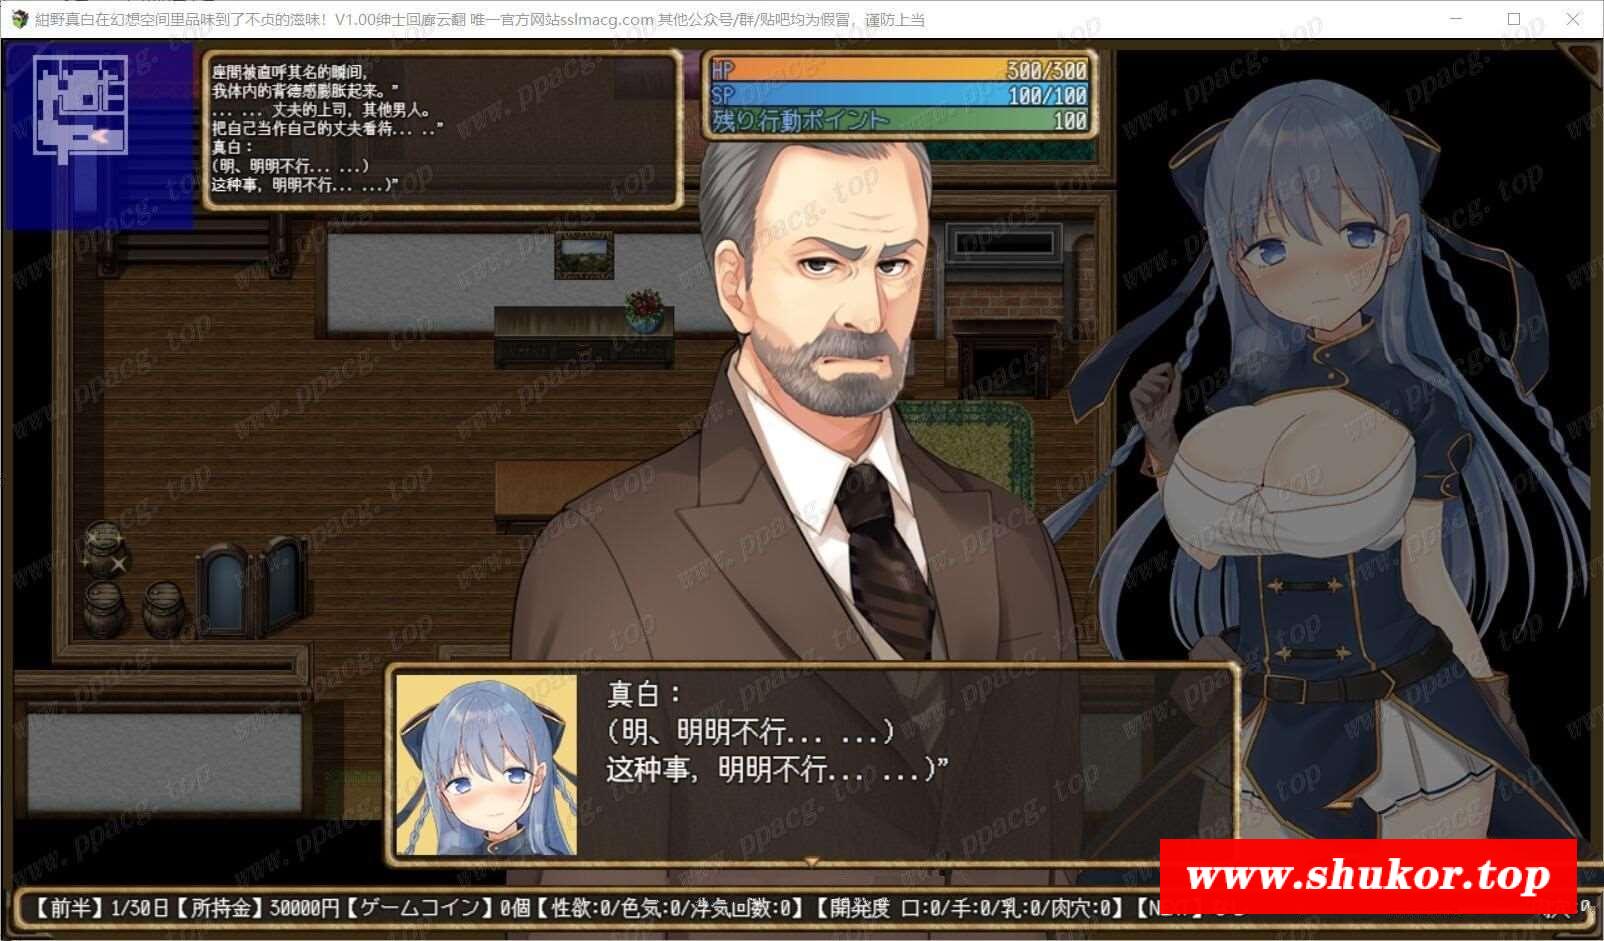 紺野真白在幻想空间里品味到了不贞的滋味！V1.00绅士回廊云翻 唯一官方网站sslmacg.com 其他公众号/群/贴吧均为假冒，谨防上当
座間被直呼其名的瞬间，
我体内的背德感膨胀起来。”
... ... 丈夫的上司，其他男人。
把自己当作自己的丈夫看待... ..”
真白：
(明、明明不行... ...)
这种事，明明不行... ...)”
HP 300/300
SP 100/100
残り行動ポイント 100
真白：
(明、明明不行... ...)
这种事，明明不行... ...)”
www.shukor.top
【前半】1/30日【所持金】30000円【ゲームコイン】0個【性欲:0/色気:0/浮気回数:0】【開発度 口:0/手:0/乳:0/肉穴:0】
www.ppacg.top